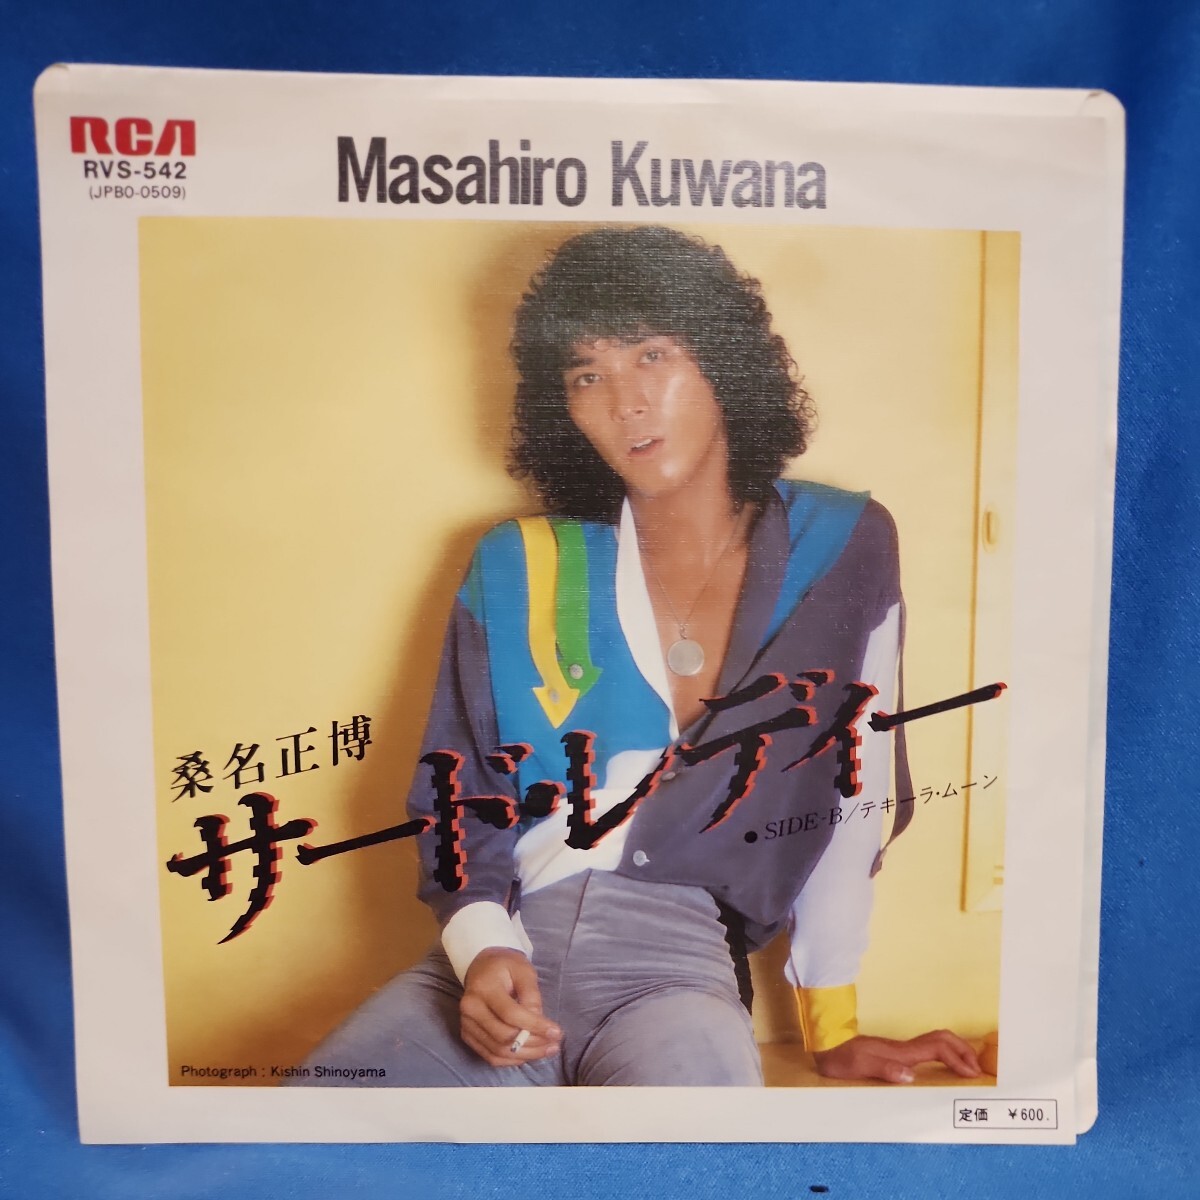 RCA
RVS-542
(JPBO-0509)
Masahiro Kuwana
桑名正博
サード・レディー
●SIDE-B/テキーラ・ムーン
Photograph : Kishin Shinoyama
定価 ¥600.